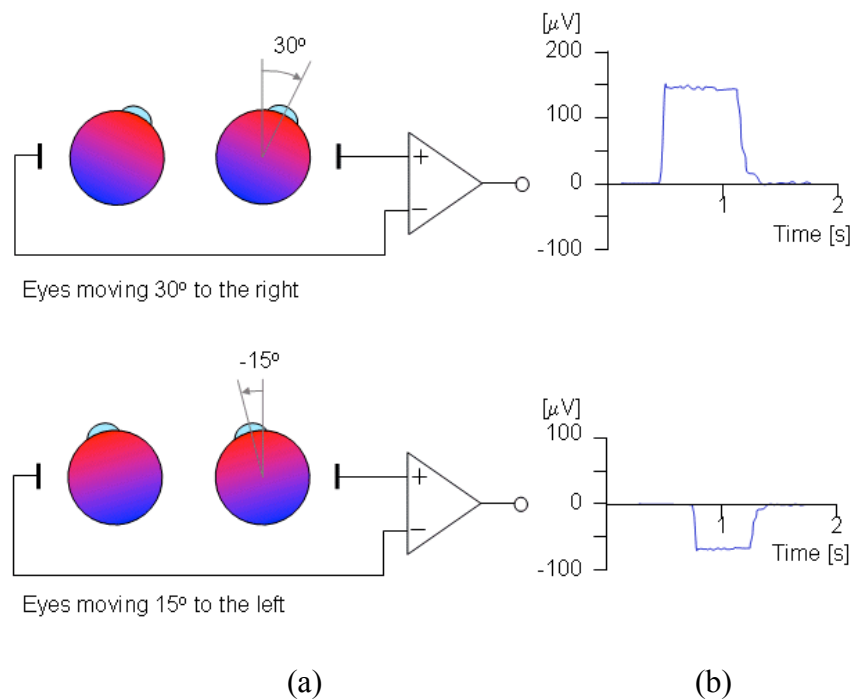 30º
+
−
Eyes moving 30º to the right
[μV]
200
100
0
-100
1
2
Time [s]
-15º
+
−
Eyes moving 15º to the left
[μV]
100
0
-100
1
2
Time [s]
(a)
(b)